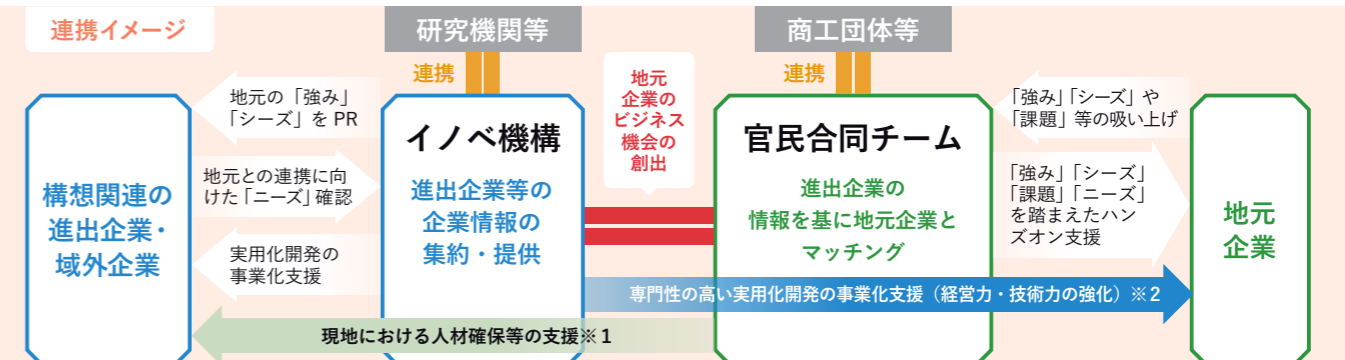 連携イメージ
研究機関等
商工団体等
連携
連携
地元の「強み」
「シーズ」をPR
地元との連携に向
けた「ニーズ」確認
実用化開発の
事業化支援
構想関連の
進出企業・
域外企業
イノベ機構
進出企業等の
企業情報の
集約・提供
地元
企業の
ビジネス
機会の
創出
官民合同チーム
進出企業の
情報を基に地元企業と
マッチング
「強み」「シーズ」や
「課題」等の吸い上げ
「強み」「シーズ」
「課題」「ニーズ」
を踏まえたハン
ズオン支援
地元
企業
専門性の高い実用化開発の事業化支援（経営力・技術力の強化）※2
現地における人材確保等の支援※1